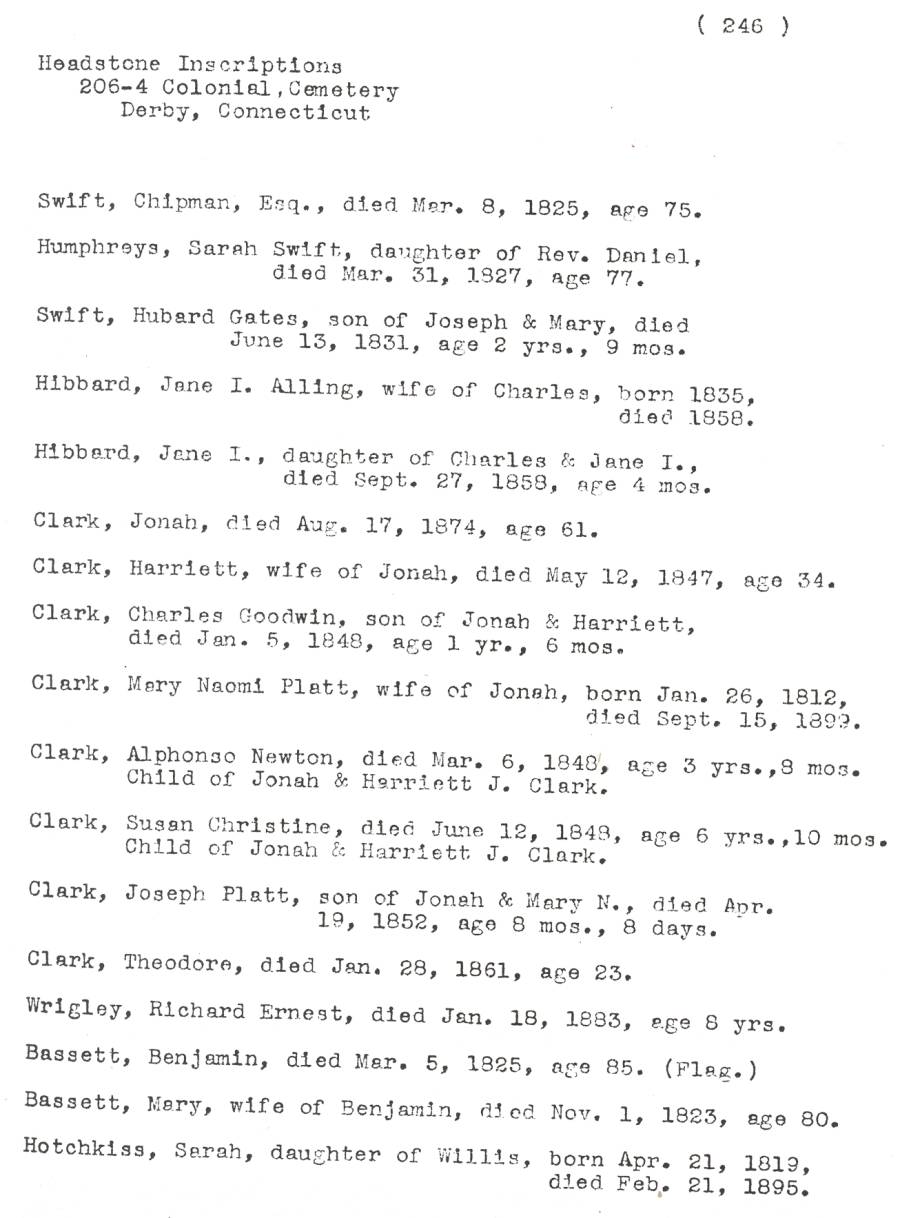 ( 246 )
Headstone Inscriptions
206-4 Colonial,Cemetery
Derby, Connecticut
Swift, Chipman, Esq., died Mar. 8, 1825, age 75.
Humphreys, Sarah Swift, daughter of Rev. Daniel,
died Mar. 31, 1827, age 77.
Swift, Hubard Gates, son of Joseph & Mary, died
June 13, 1831, age 2 yrs., 9 mos.
Hibbard, Jane I. Alling, wife of Charles, born 1835,
died 1858.
Hibbard, Jane I., daughter of Charles & Jane I.,
died Sept. 27, 1858, age 4 mos.
Clark, Jonah, died Aug. 17, 1874, age 61.
Clark, Harriett, wife of Jonah, died May 12, 1847, age 34.
Clark, Charles Goodwin, son of Jonah & Harriett,
died Jan. 5, 1848, age 1 yr., 6 mos.
Clark, Mary Naomi Platt, wife of Jonah, born Jan. 26, 1812,
died Sept. 15,
Clark, Alphonso Newton, died Mar. 6, 1848, age 3 yrs.,8 mos.
Child of Jonah & Harriett J. Clark.
Clark, Susan Christine, died June 12, 1848, age 6 yrs.,10 mos.
Child of Jonah & Harriett J. Clark.
Clark, Joseph Platt, son of Jonah & Mary N., died Apr.
19, 1852, age 8 mos., 8 days.
Clark, Theodore, died Jan. 28, 1861, age 23.
Wrigley, Richard Ernest, died Jan. 18, 1883, age 8 yrs.
Bassett, Benjamin, died Mar. 5, 1825, age 85. (Flag.)
Bassett, Mary, wife of Benjamin, died Nov. 1, 1823, age 80.
Hotchkiss, Sarah, daughter of Willis, born Apr. 21, 1819,
died Feb. 21, 1895.